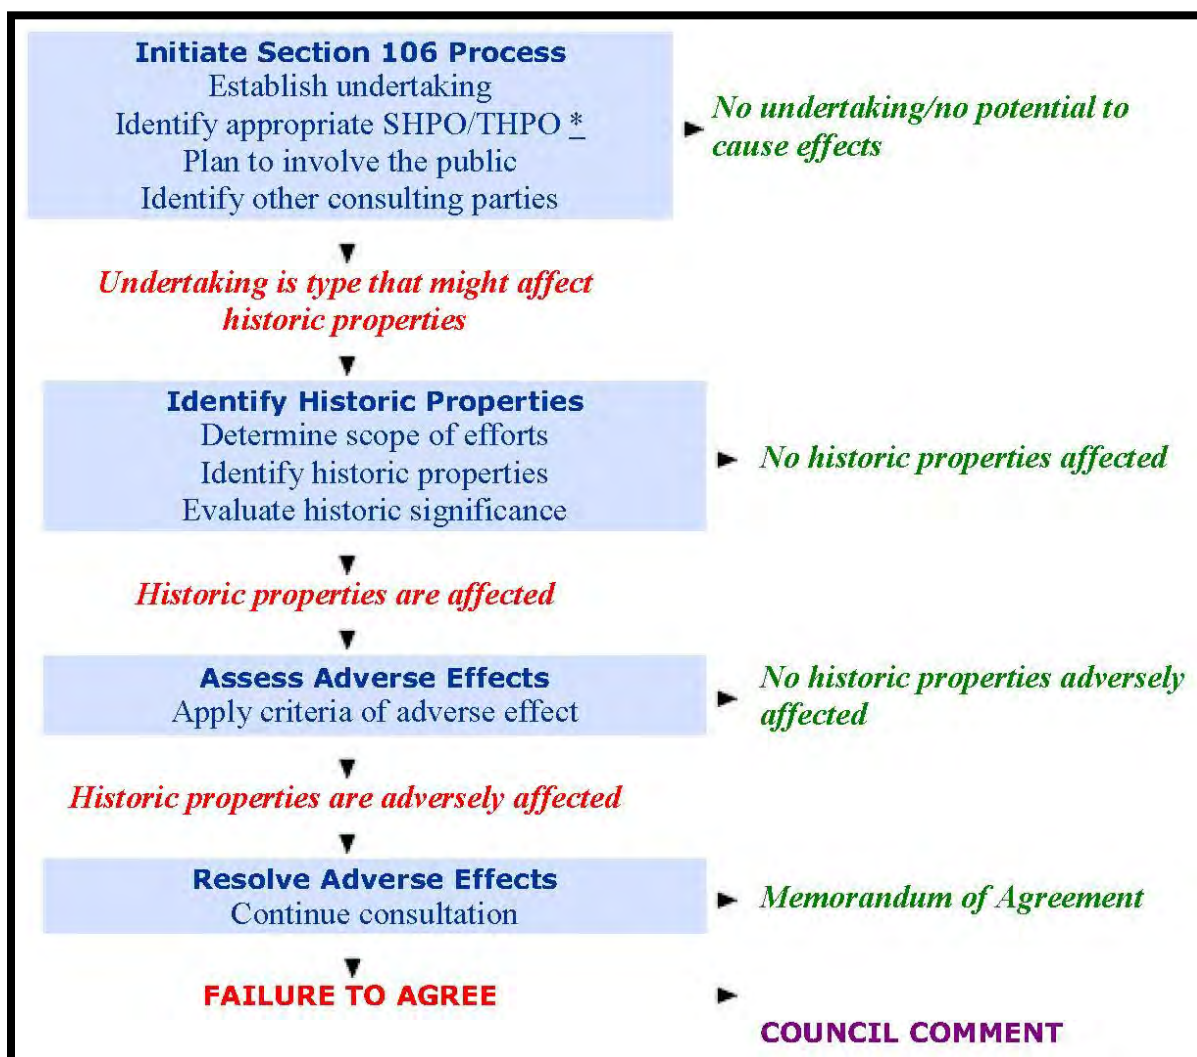 Initiate Section 106 Process
Establish undertaking
Identify appropriate SHPO/THPO *
Plan to involve the public
Identify other consulting parties
No undertaking/no potential to
cause effects
Undertaking is type that might affect
historic properties
Identify Historic Properties
Determine scope of efforts
Identify historic properties
Evaluate historic significance
No historic properties affected
Historic properties are affected
Assess Adverse Effects
Apply criteria of adverse effect
No historic properties adversely
affected
Historic properties are adversely affected
Resolve Adverse Effects
Continue consultation
Memorandum of Agreement
FAILURE TO AGREE
COUNCIL COMMENT